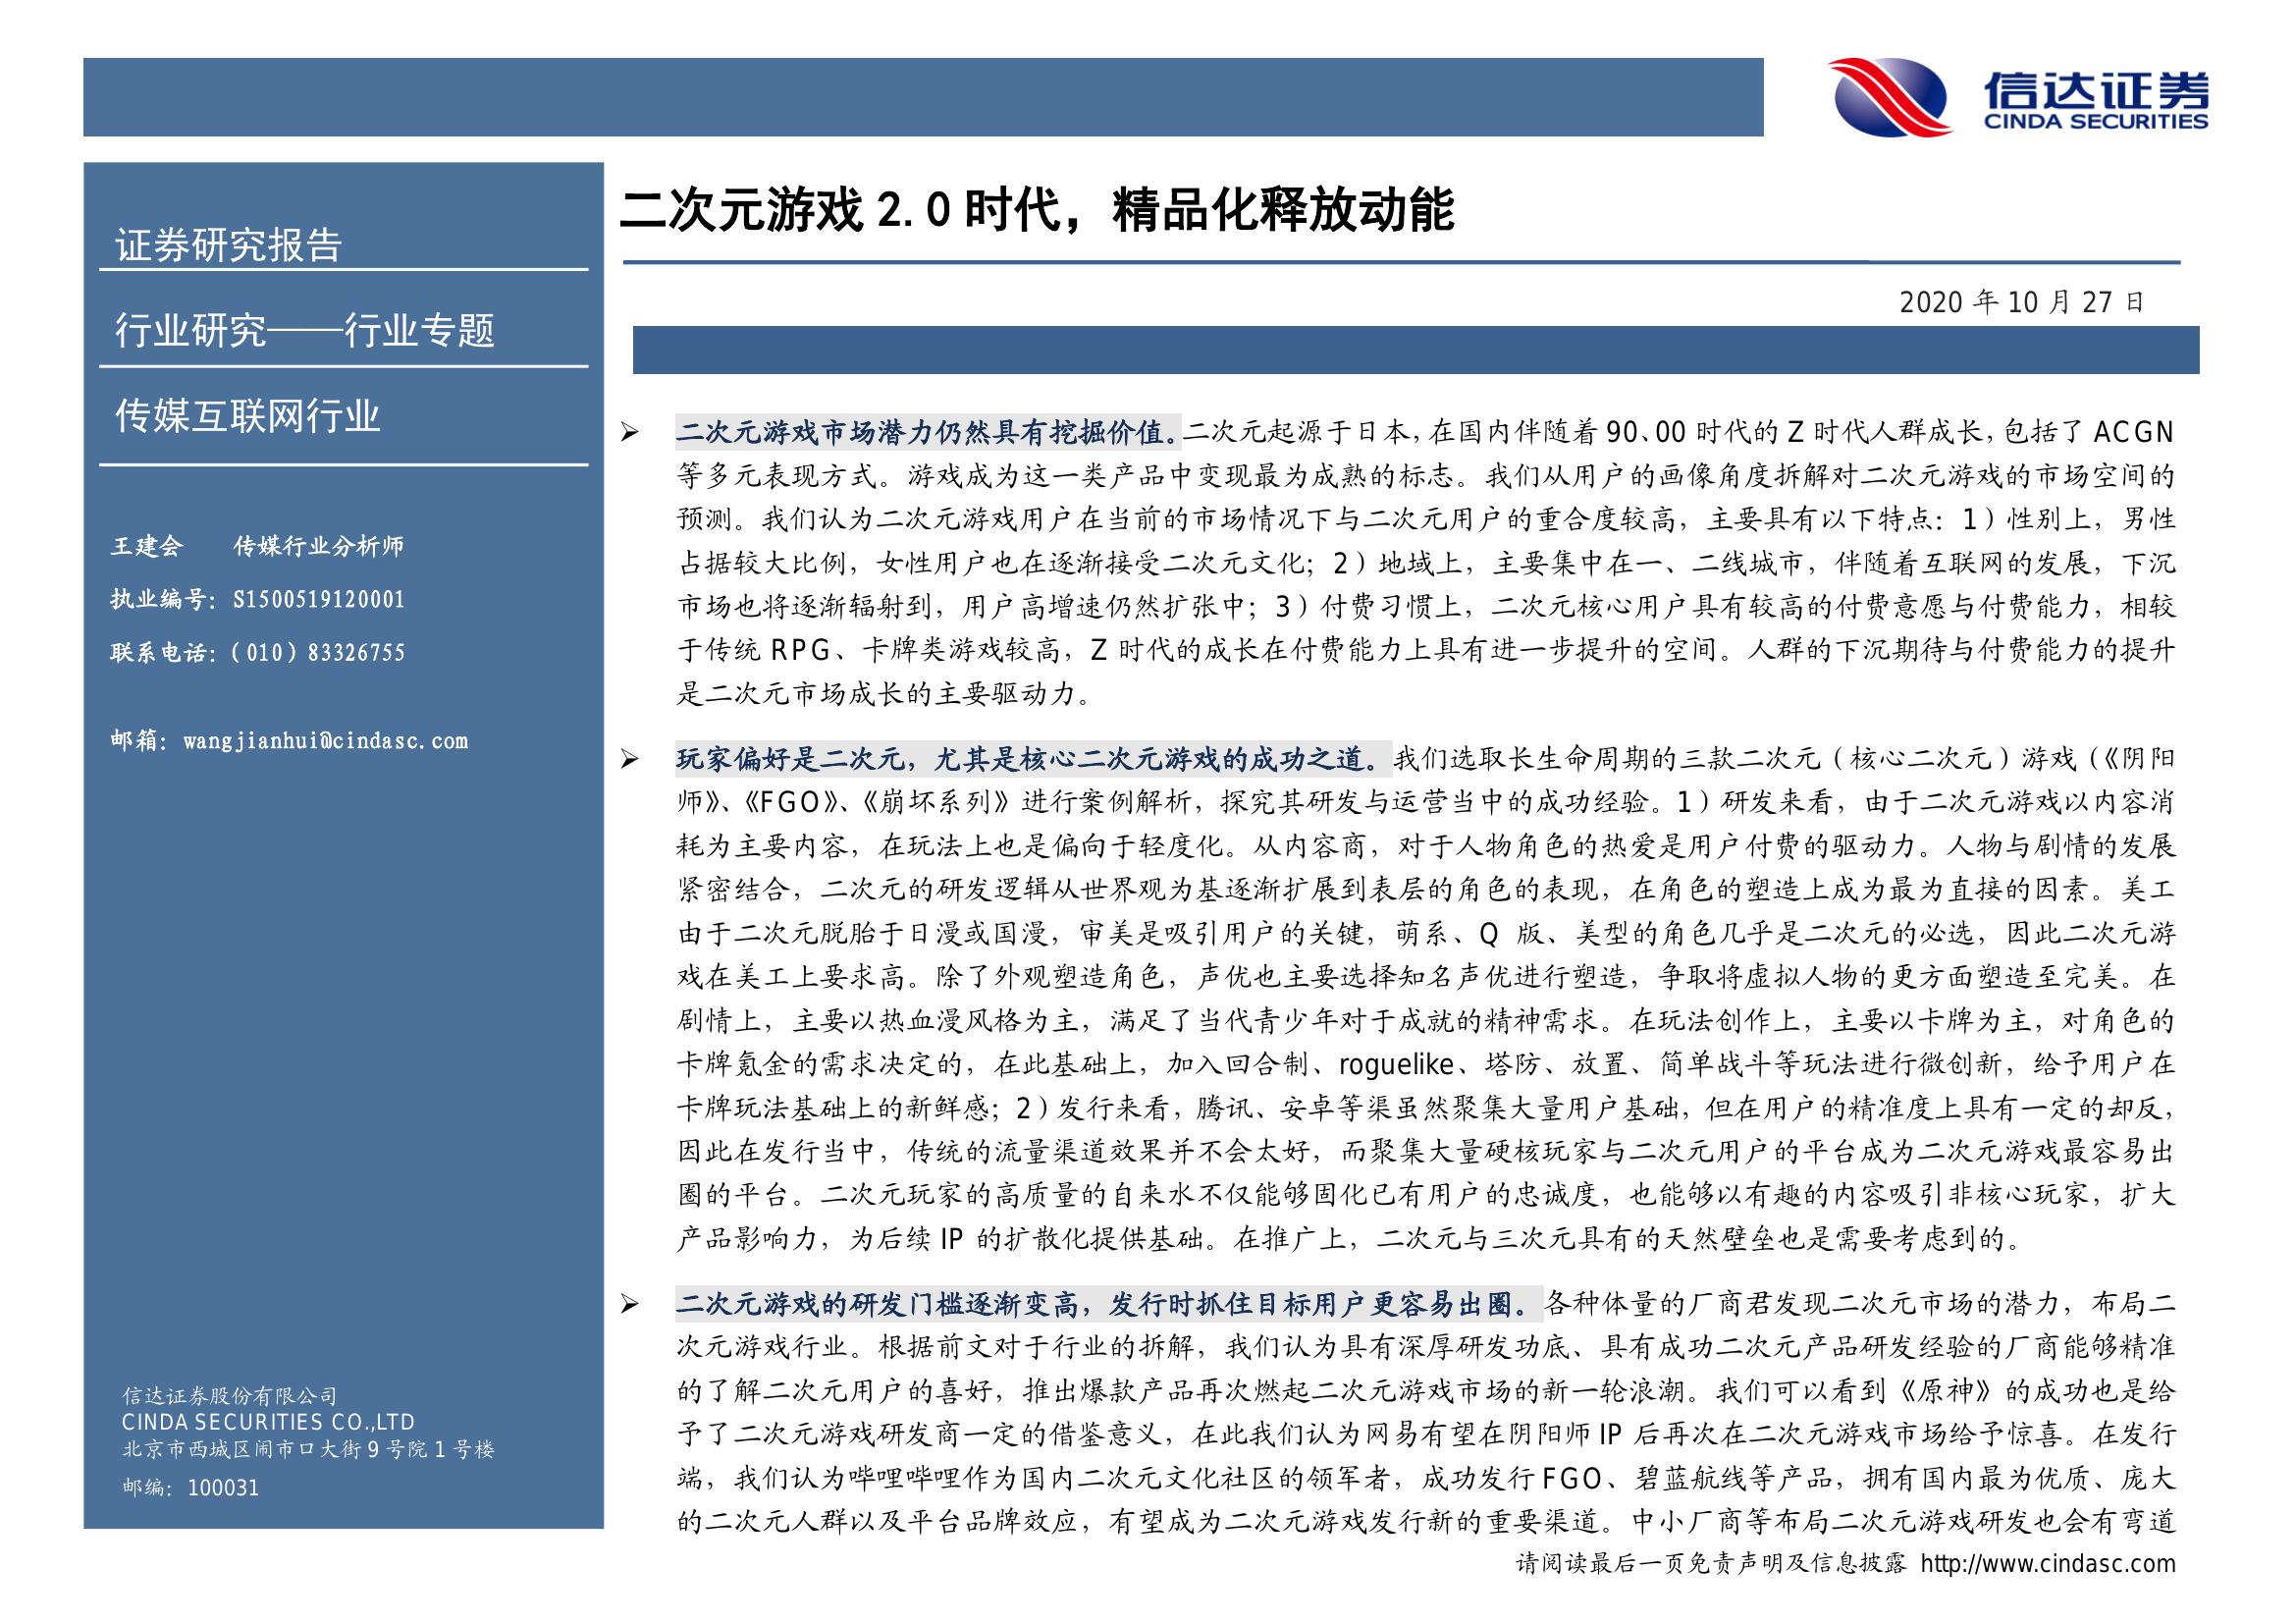 信达证券
CINDA SECURITIES
证券研究报告
行业研究——行业专题
传媒互联网行业
王建会 传媒行业分析师
执业编号：S1500519120001
联系电话：（010）83326755
邮箱：wangjianhui@cindasc.com
信达证券股份有限公司
CINDA SECURITIES CO.,LTD
北京市西城区闹市口大街 9 号院 1 号楼
邮编：100031
二次元游戏 2.0 时代，精品化释放动能
2020 年 10 月 27 日
➢ 二次元游戏市场潜力仍然具有挖掘价值。二次元起源于日本，在国内伴随着 90、00 时代的 Z 时代人群成长，包括了 ACGN
等多元表现方式。游戏成为这一类产品中变现最为成熟的标志。我们从用户的画像角度拆解对二次元游戏的市场空间的
预测。我们认为二次元游戏用户在当前的市场情况下与二次元用户的重合度较高，主要具有以下特点：1）性别上，男性
占据较大比例，女性用户也在逐渐接受二次元文化；2）地域上，主要集中在一、二线城市，伴随着互联网的发展，下沉
市场也将逐渐辐射到，用户高增速仍然扩张中；3）付费习惯上，二次元核心用户具有较高的付费意愿与付费能力，相较
于传统 RPG、卡牌类游戏较高，Z 时代的成长在付费能力上具有进一步提升的空间。人群的下沉期待与付费能力的提升
是二次元市场成长的主要驱动力。
➢ 玩家偏好是二次元，尤其是核心二次元游戏的成功之道。我们选取长生命周期的三款二次元（核心二次元）游戏（《阴阳
师》、《FGO》、《崩坏系列》进行案例解析，探究其研发与运营当中的成功经验。1）研发来看，由于二次元游戏以内容消
耗为主要内容，在玩法上也是偏向于轻度化。从内容商，对于人物角色的热爱是用户付费的驱动力。人物与剧情的发展
紧密结合，二次元的研发逻辑从世界观为基逐渐扩展到表层的角色的表现，在角色的塑造上成为最为直接的因素。美工
由于二次元脱胎于日漫或国漫，审美是吸引用户的关键，萌系、Q 版、美型的角色几乎是二次元的必选，因此二次元游
戏在美工上要求高。除了外观塑造角色，声优也主要选择知名声优进行塑造，争取将虚拟人物的更方面塑造至完美。在
剧情上，主要以热血漫风格为主，满足了当代青少年对于成就的精神需求。在玩法创作上，主要以卡牌为主，对角色的
卡牌氪金的需求决定的，在此基础上，加入回合制、roguelike、塔防、放置、简单战斗等玩法进行微创新，给予用户在
卡牌玩法基础上的新鲜感；2）发行来看，腾讯、安卓等渠虽然聚集大量用户基础，但在用户的精准度上具有一定的却反，
因此在发行当中，传统的流量渠道效果并不会太好，而聚集大量硬核玩家与二次元用户的平台成为二次元游戏最容易出
圈的平台。二次元玩家的高质量的自来水不仅能够固化已有用户的忠诚度，也能够以有趣的内容吸引非核心玩家，扩大
产品影响力，为后续 IP 的扩散化提供基础。在推广上，二次元与三次元具有的天然壁垒也是需要考虑到的。
➢ 二次元游戏的研发门槛逐渐变高，发行时抓住目标用户更容易出圈。各种体量的厂商君发现二次元市场的潜力，布局二
次元游戏行业。根据前文对于行业的拆解，我们认为具有深厚研发功底、具有成功二次元产品研发经验的厂商能够精准
的了解二次元用户的喜好，推出爆款产品再次燃起二次元游戏市场的新一轮浪潮。我们可以看到《原神》的成功也是给
予了二次元游戏研发商一定的借鉴意义，在此我们认为网易有望在阴阳师 IP 后再次在二次元游戏市场给予惊喜。在发行
端，我们认为哔哩哔哩作为国内二次元文化社区的领军者，成功发行 FGO、碧蓝航线等产品，拥有国内最为优质、庞大
的二次元人群以及平台品牌效应，有望成为二次元游戏发行新的重要渠道。中小厂商等布局二次元游戏研发也会有弯道
请阅读最后一页免责声明及信息披露 http://www.cindasc.com